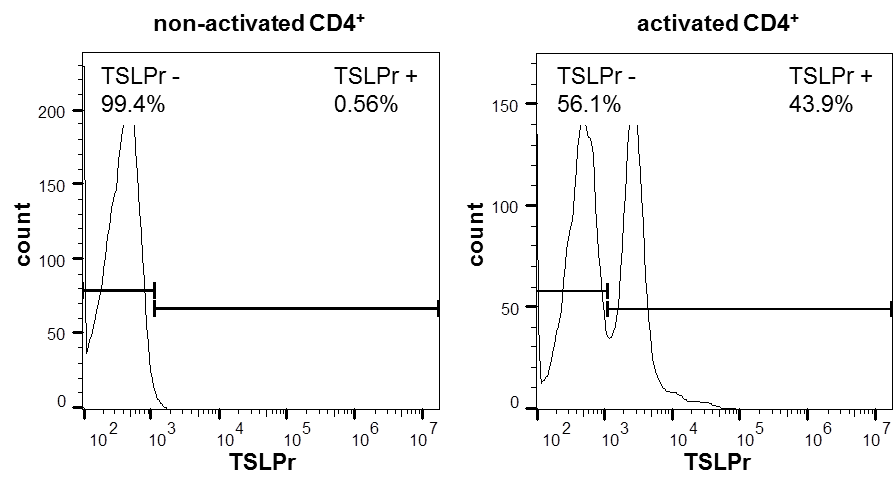 non-activated CD4⁺
TSLPr -
99.4%
TSLPr +
0.56%
count
200
150
100
50
0
10²
10³
10⁴
10⁵
10⁶
10⁷
TSLPr
activated CD4⁺
TSLPr -
56.1%
TSLPr +
43.9%
count
150
100
50
0
10²
10³
10⁴
10⁵
10⁶
10⁷
TSLPr